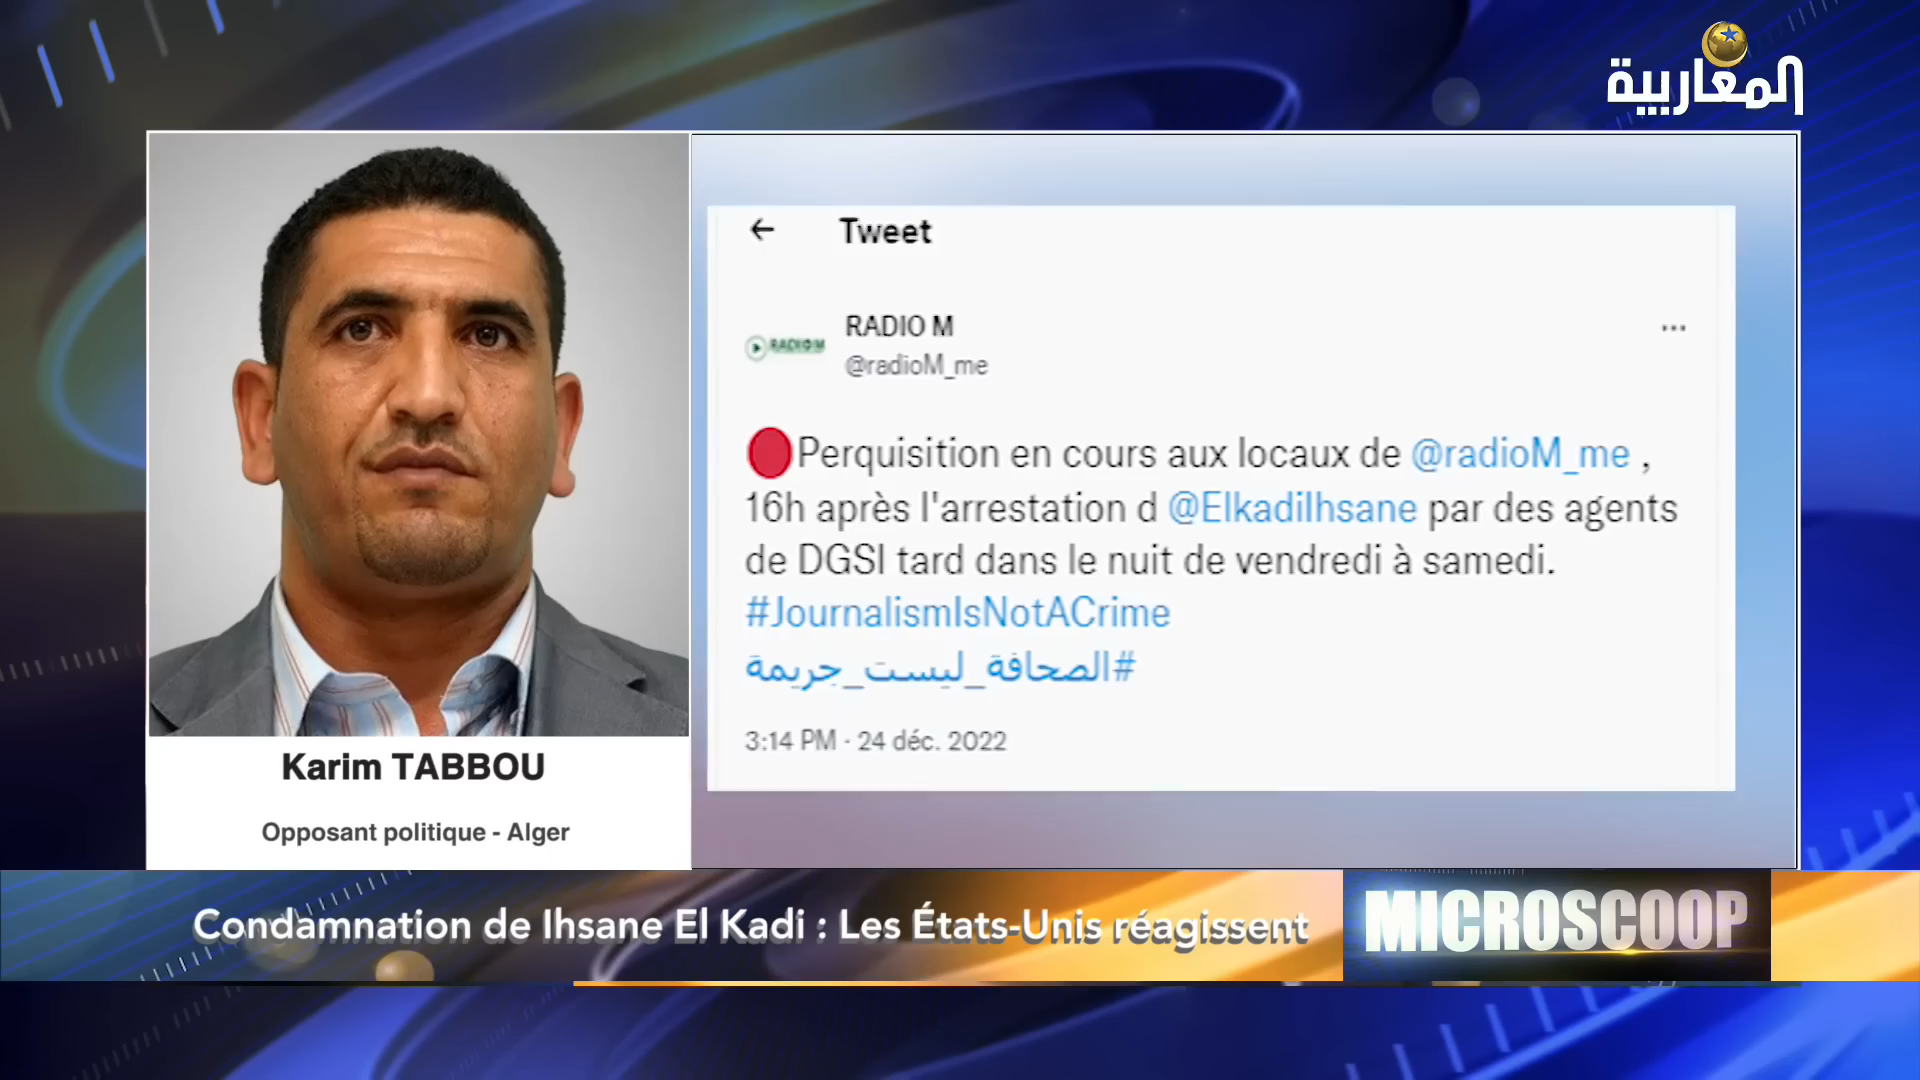 المغاربية
Tweet
RADIO M
RADIO M
@radioM_me
Perquisition en cours aux locaux de @radioM_me ,
16h après l'arrestation d @ElkadiIhsane par des agents
de DGSI tard dans le nuit de vendredi à samedi.
#JournalismIsNotACrime
#الصحافة_ليست_جريمة
3:14 PM · 24 déc. 2022
Karim TABBOU
Opposant politique - Alger
Condamnation de Ihsane El Kadi : Les États-Unis réagissent
MICROSCOOP